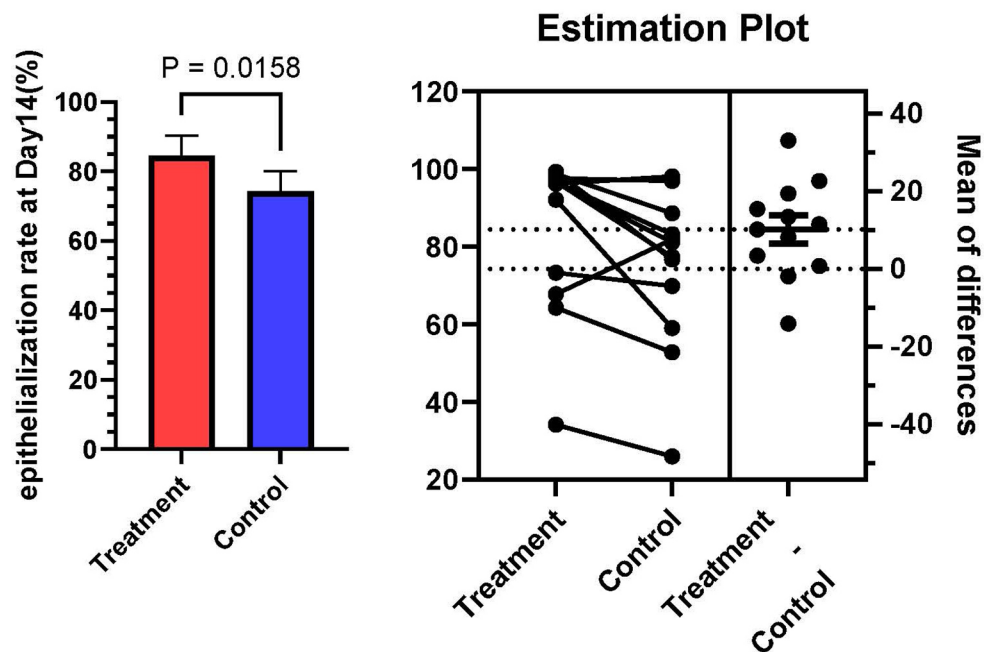 Estimation Plot
P = 0.0158
epithelialization rate at Day14(%)
100
80
60
40
20
0
Treatment
Control
120
100
80
60
40
20
40
20
0
-20
-40
Mean of differences
Treatment
Control
Treatment
-
Control